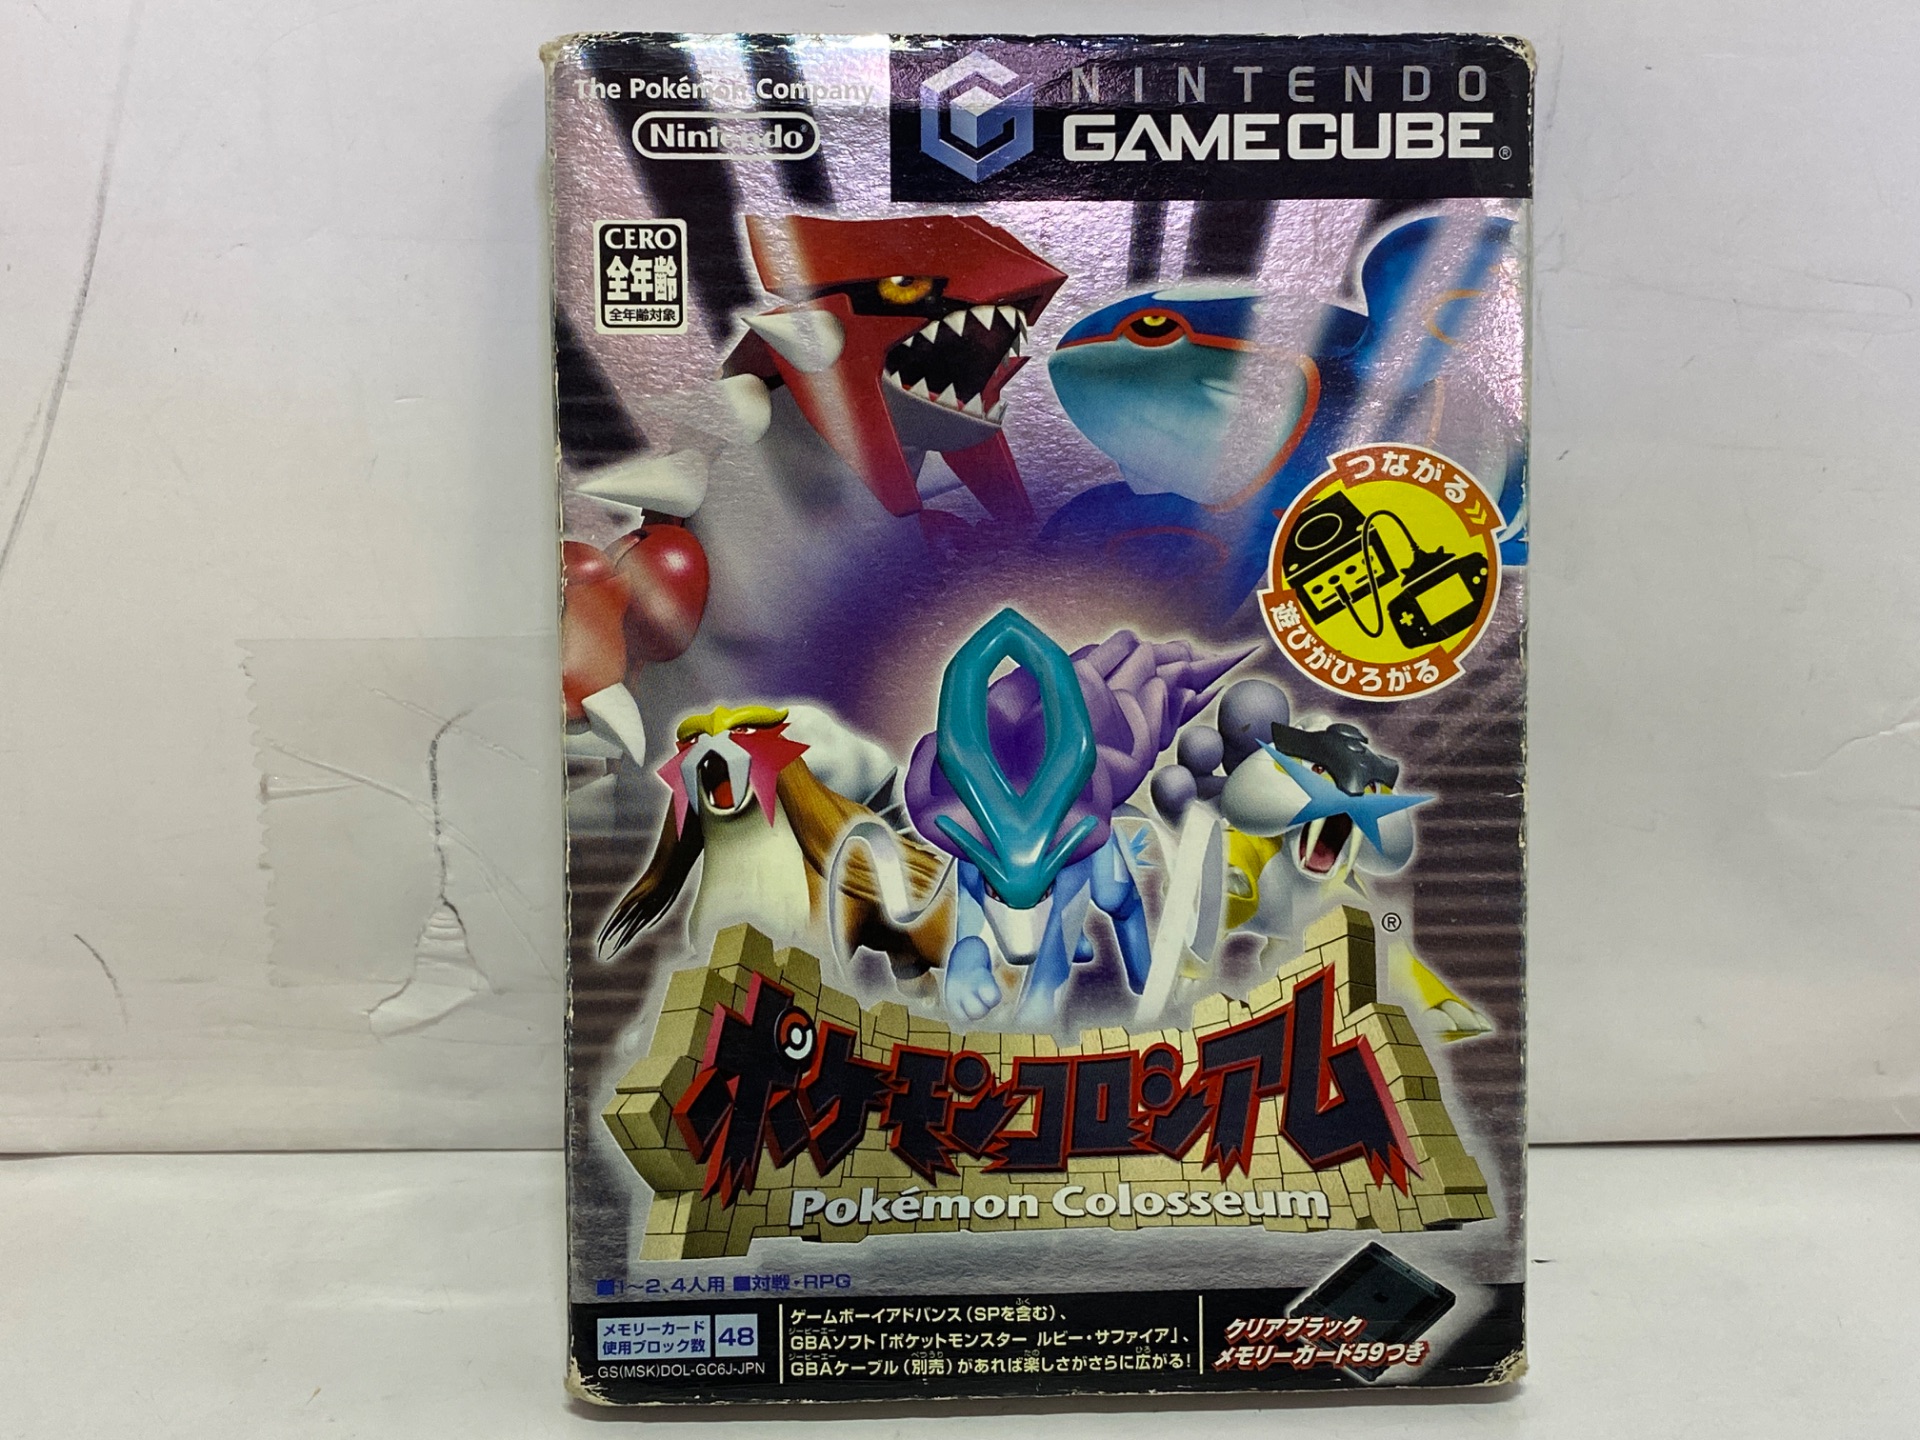 The Pokémon Company
Nintendo®
NINTENDO
GAMECUBE®
CERO
全年齢
全年齢対象
つながる
遊びがひろがる
®
ポケモンコロシアム
Pokémon Colosseum
■1～2、4人用 ■対戦・RPG
メモリーカード
使用ブロック数 48
GS(MSK)DOL-GC6J-JPN
ゲームボーイアドバンス（SPを含む）、
GBAソフト「ポケットモンスター ルビー・サファイア」、
GBAケーブル（別売）があれば楽しさがさらに広がる！
クリアブラック
メモリーカード59つき